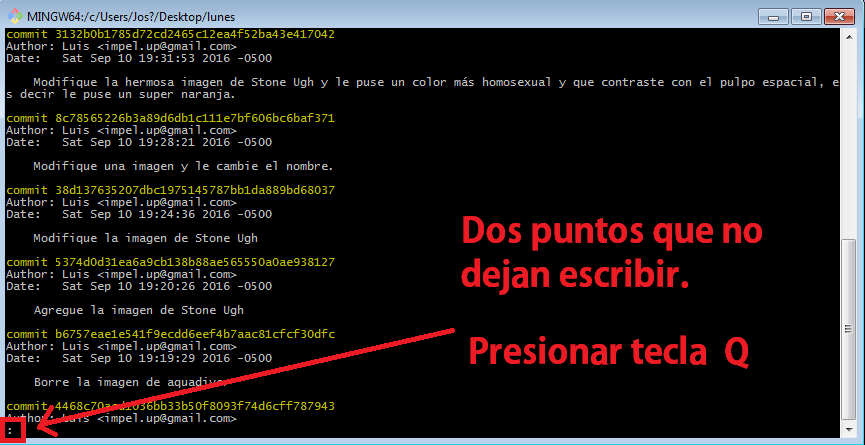 MINGW64:/c/Users/Jos?/Desktop/lunes
commit 3132b0b1785d72cd2465c12ea4f52ba43e417042
Author: Luis <impel.up@gmail.com>
Date:   Sat Sep 10 19:31:53 2016 -0500
Modifique la hermosa imagen de Stone Ugh y le puse un color más homosexual y que contraste con el pulpo espacial, e
s decir le puse un super naranja.
commit 8c78565226b3a89d6db1c111e7bf606bc6baf371
Author: Luis <impel.up@gmail.com>
Date:   Sat Sep 10 19:28:21 2016 -0500
Modifique una imagen y le cambie el nombre.
commit 38d137635207dbc1975145787bb1da889bd68037
Author: Luis <impel.up@gmail.com>
Date:   Sat Sep 10 19:24:36 2016 -0500
Modifique la imagen de Stone Ugh
commit 5374d0d31ea6a9cb138b88ae565550a0ae938127
Author: Luis <impel.up@gmail.com>
Date:   Sat Sep 10 19:20:26 2016 -0500
Agregue la imagen de Stone Ugh
commit b6757eae1e541f9ecdd6eef4b7aac81cfcf30dfc
Author: Luis <impel.up@gmail.com>
Date:   Sat Sep 10 19:19:29 2016 -0500
Borre la imagen de
commit
Author: Luis <impel.up@gmail.com>
:
Dos puntos que no
dejan escribir.
Presionar tecla Q